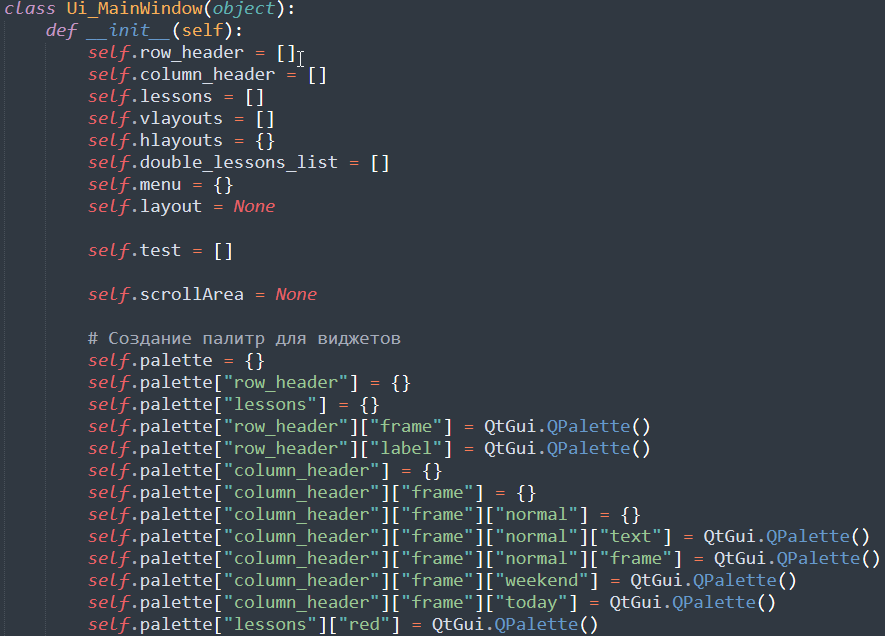 class Ui_MainWindow(object):
    def __init__(self):
        self.row_header = []
        self.column_header = []
        self.lessons = []
        self.vlayouts = []
        self.hlayouts = {}
        self.double_lessons_list = []
        self.menu = {}
        self.layout = None

        self.test = []

        self.scrollArea = None

        # Создание палитр для виджетов
        self.palette = {}
        self.palette["row_header"] = {}
        self.palette["lessons"] = {}
        self.palette["row_header"]["frame"] = QtGui.QPalette()
        self.palette["row_header"]["label"] = QtGui.QPalette()
        self.palette["column_header"] = {}
        self.palette["column_header"]["frame"] = {}
        self.palette["column_header"]["frame"]["normal"] = {}
        self.palette["column_header"]["frame"]["normal"]["text"] = QtGui.QPalette()
        self.palette["column_header"]["frame"]["normal"]["frame"] = QtGui.QPalette()
        self.palette["column_header"]["frame"]["weekend"] = QtGui.QPalette()
        self.palette["column_header"]["frame"]["today"] = QtGui.QPalette()
        self.palette["lessons"]["red"] = QtGui.QPalette()